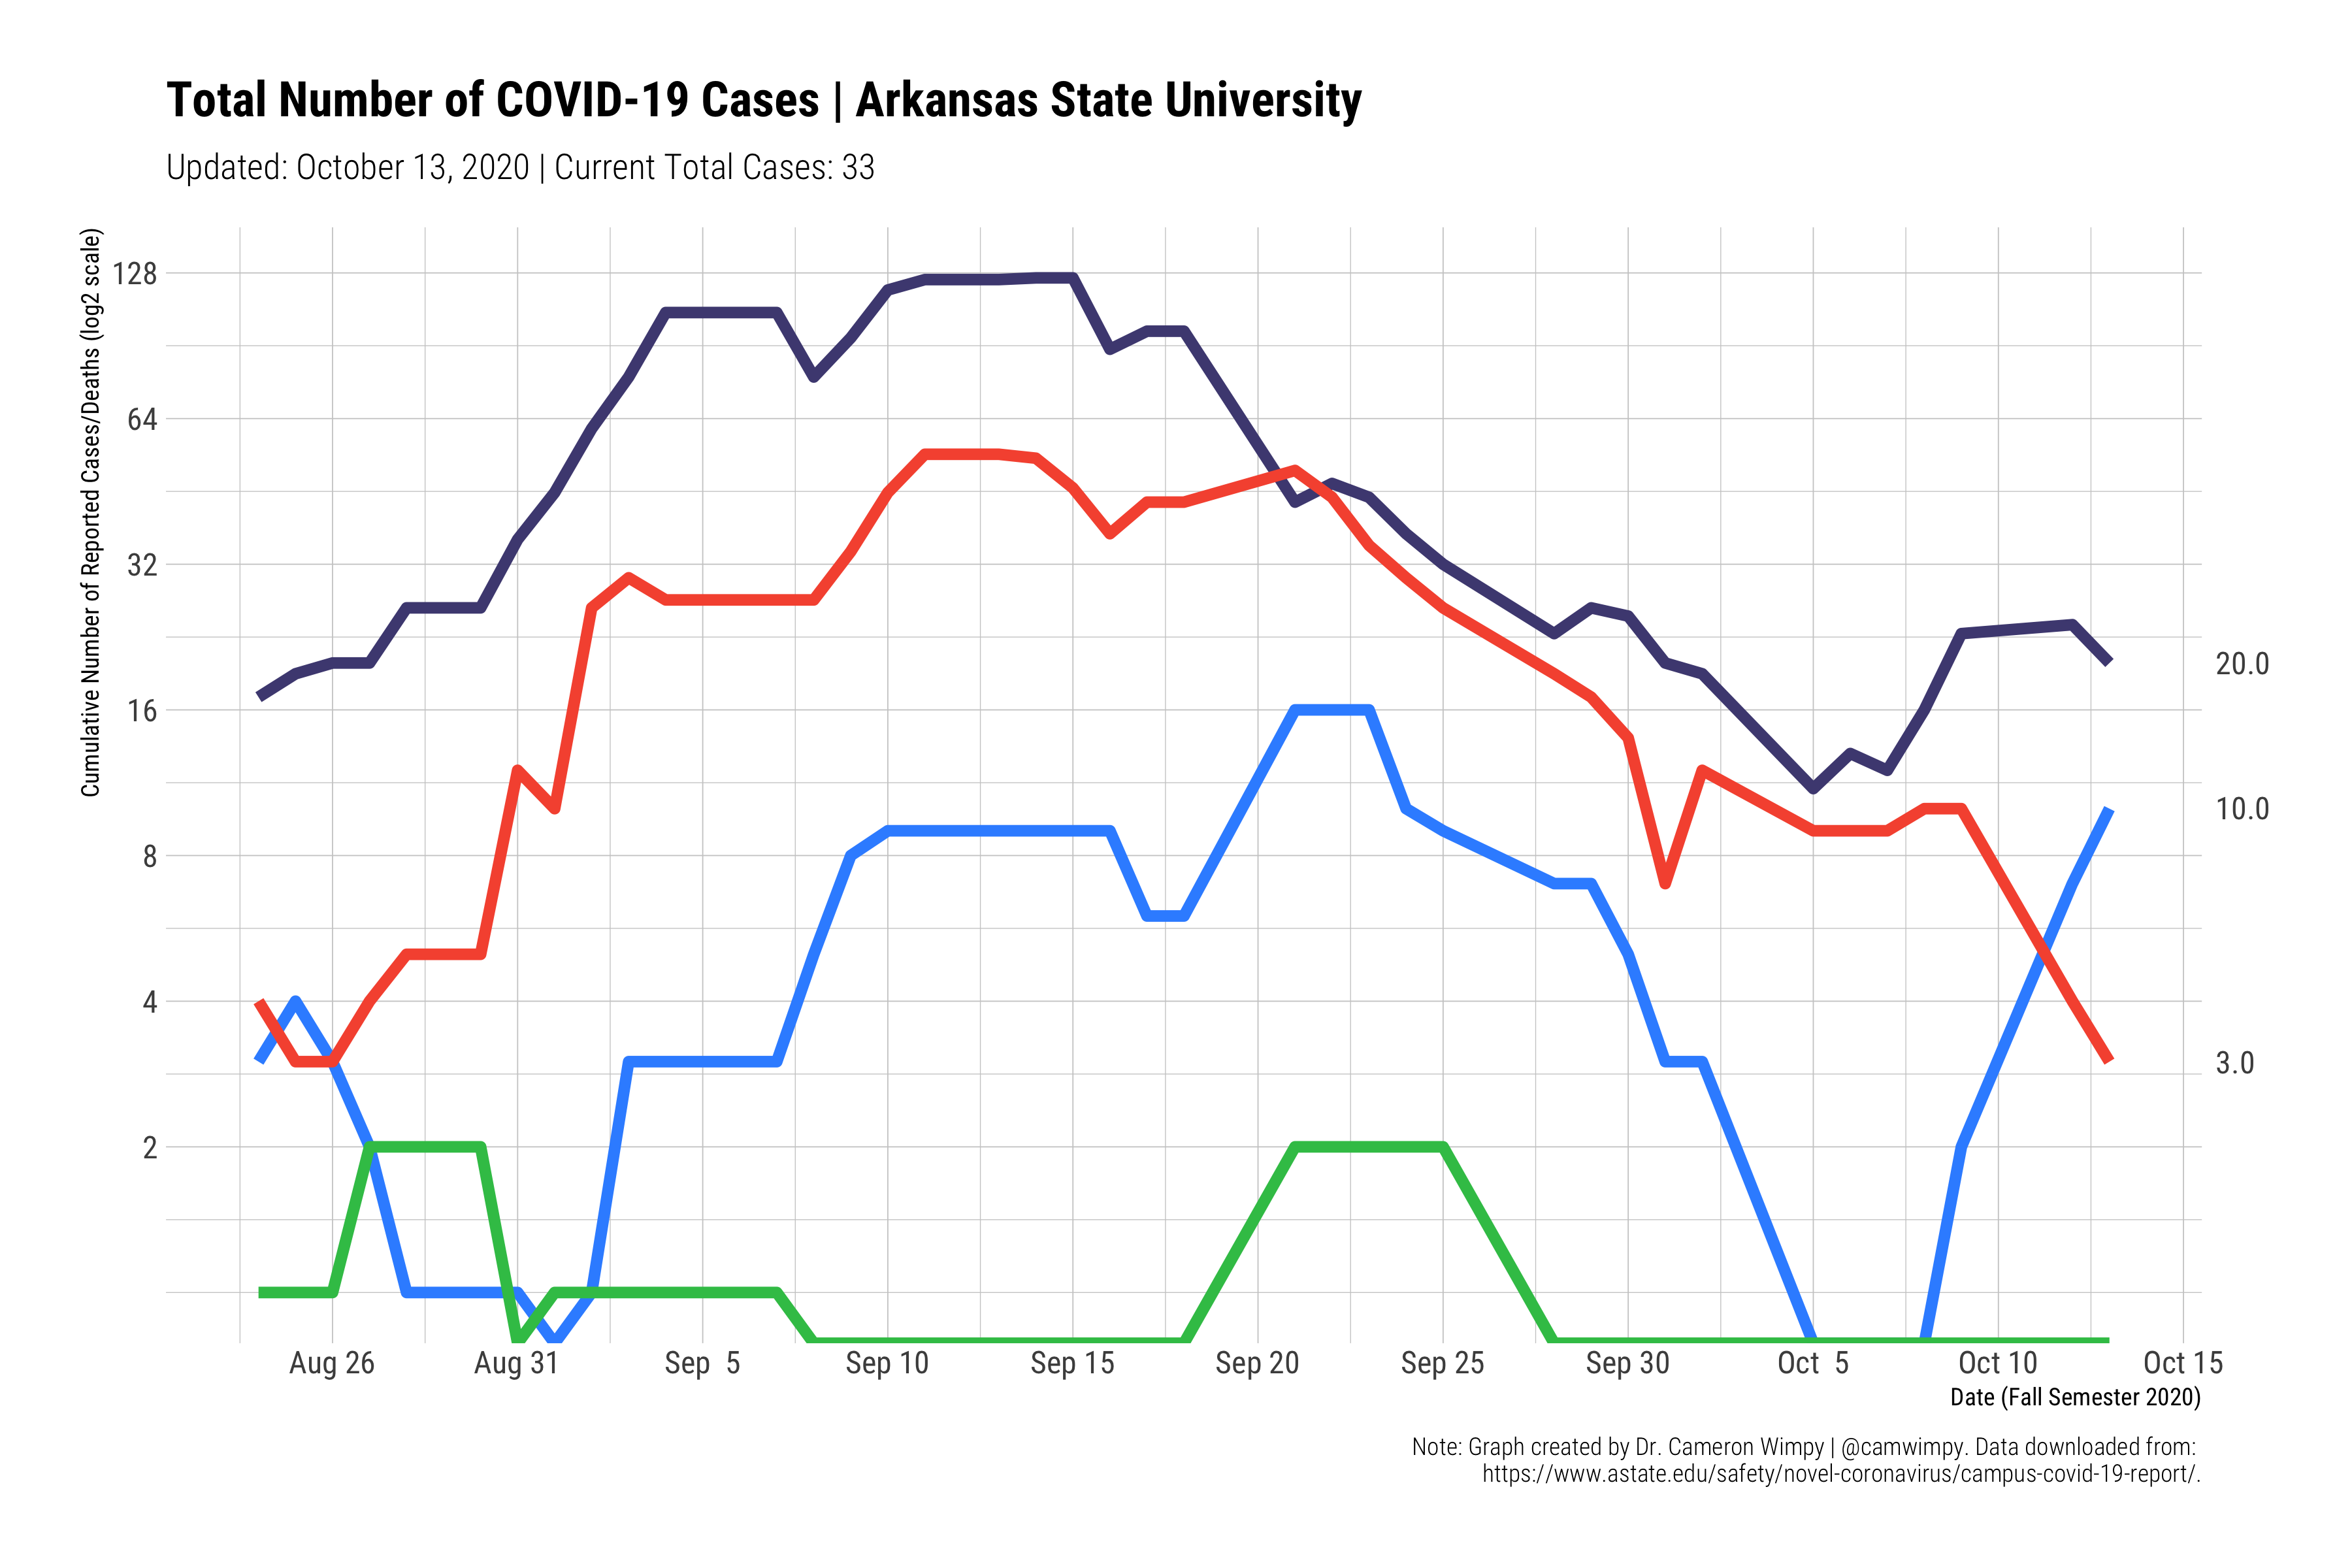 Total Number of COVID-19 Cases | Arkansas State University
Updated: October 13, 2020 | Current Total Cases: 33
Cumulative Number of Reported Cases/Deaths (log2 scale)
128
64
32
16
8
4
2
20.0
10.0
3.0
Aug 26
Aug 31
Sep 5
Sep 10
Sep 15
Sep 20
Sep 25
Sep 30
Oct 5
Oct 10
Oct 15
Date (Fall Semester 2020)
Note: Graph created by Dr. Cameron Wimpy | @camwimpy. Data downloaded from:
https://www.astate.edu/safety/novel-coronavirus/campus-covid-19-report/.